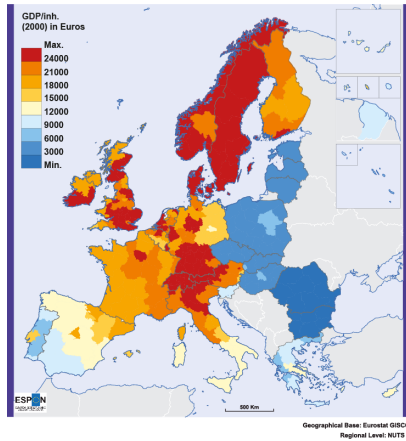 GDP/inh.
(2000) in Euros
Max.
24000
21000
18000
15000
12000
9000
6000
3000
Min.
ESPON
500 Km
Geographical Base: Eurostat GISC
Regional Level: NUTS